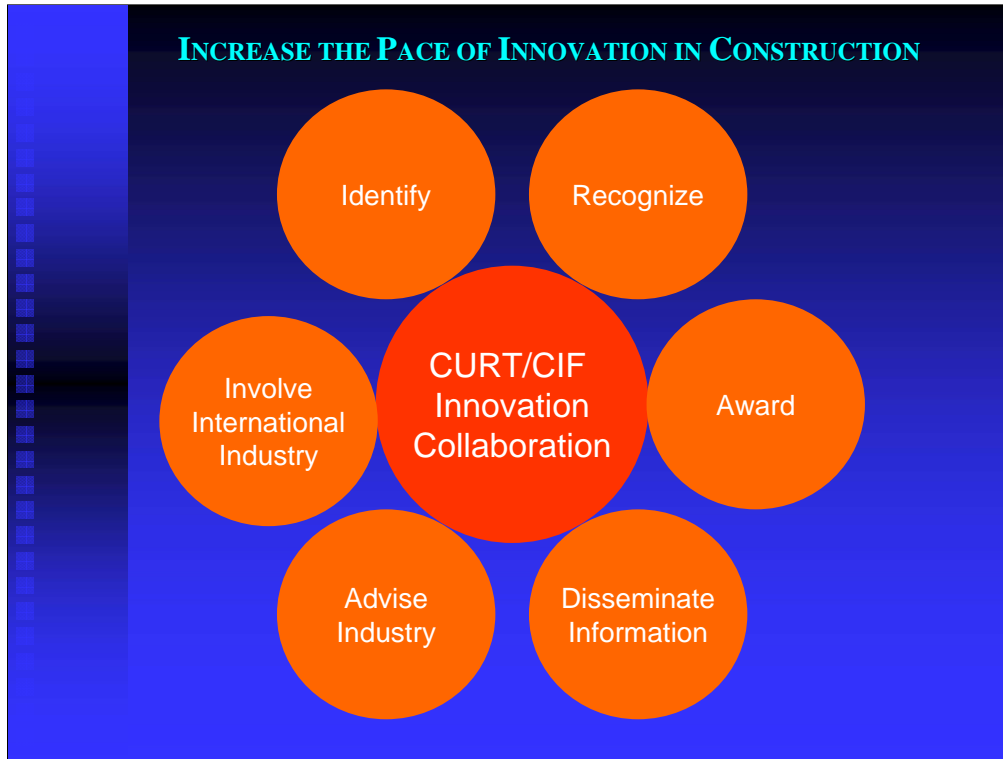 INCREASE THE PACE OF INNOVATION IN CONSTRUCTION
Identify
Recognize
CURT/CIF
Innovation
Collaboration
Involve
International
Industry
Award
Advise
Industry
Disseminate
Information